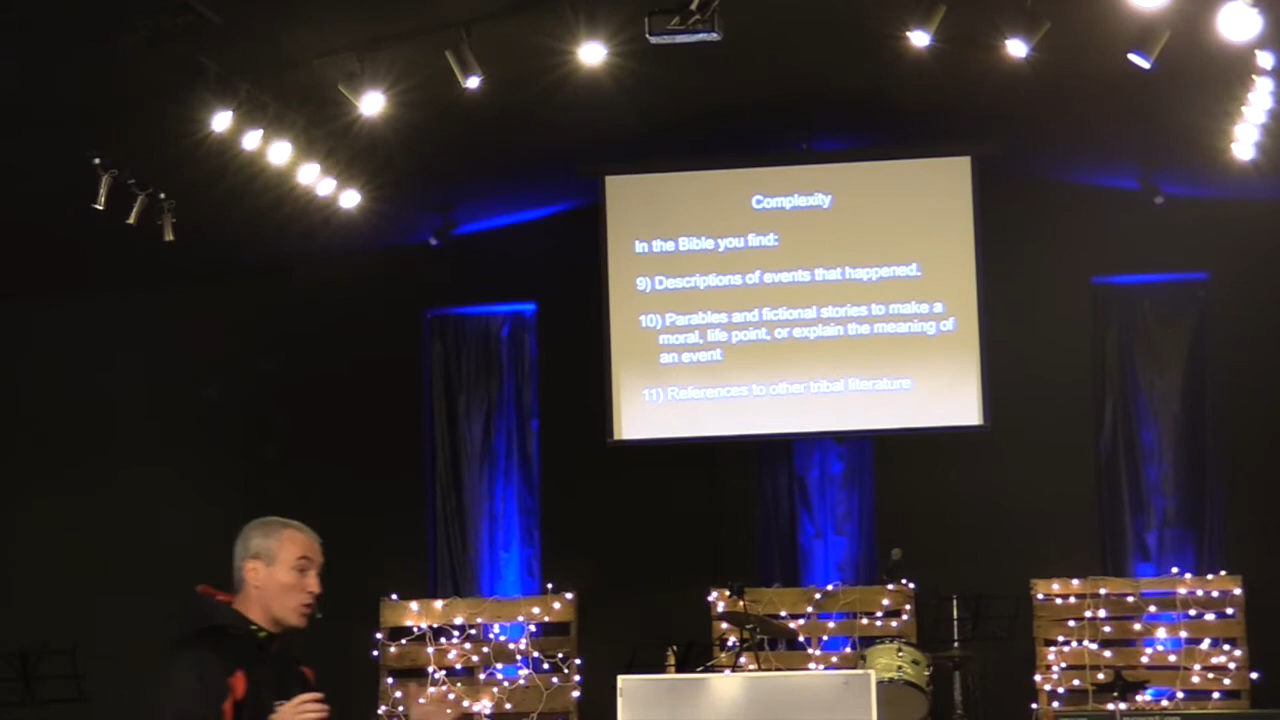 Complexity
In the Bible you find:
9) Descriptions of events that happened.
10) Parables and fictional stories to make a
moral, life point, or explain the meaning of
an event
11) References to other tribal literature